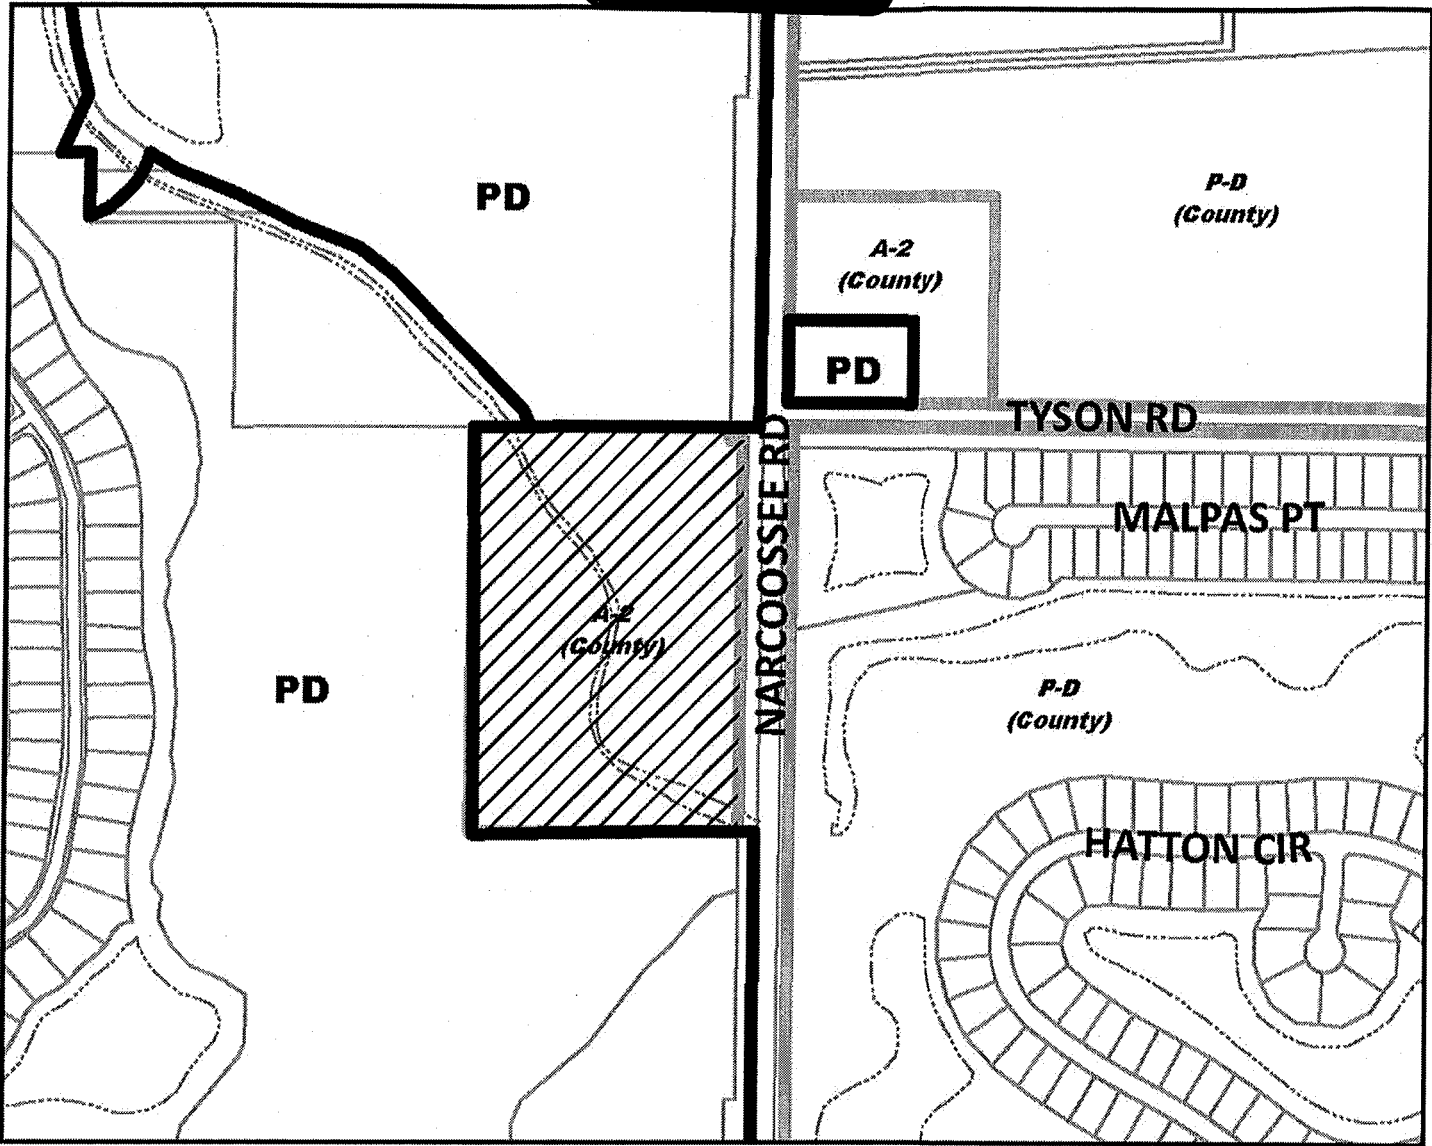 PD
P-D
(County)
A-2
(County)
PD
TYSON RD
NARCOOSSEE RD
MALPAS PT
A-2
(County)
PD
P-D
(County)
HATTON CIR